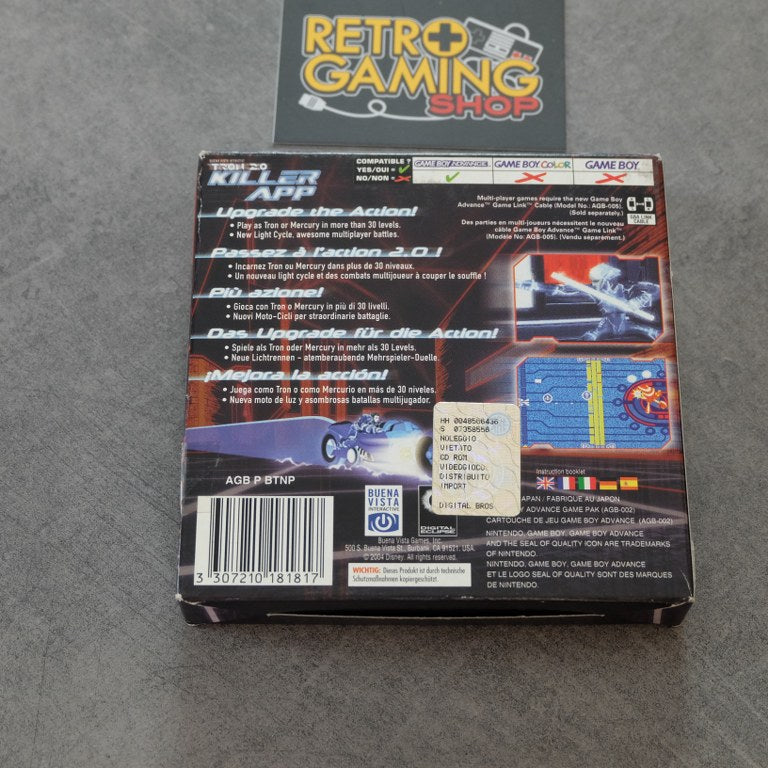 RETRO
GAMING
SHOP
TRON 2.0
KILLER
APP
COMPATIBLE ?
YES/OUI =
NO/NON =
GAME BOY ADVANCE
GAME BOY COLOR
GAME BOY
Multi-player games require the new Game Boy
Advance™ Game Link™ Cable (Model No: AGB-005).
(Sold separately.)
Des parties en multi-joueurs nécessitent le nouveau
câble Game Boy Advance™ Game Link™
(Modèle No: AGB-005). (Vendu séparement.)
GBA LINK
CABLE
Upgrade the Action!
• Play as Tron or Mercury in more than 30 levels.
• New Light Cycle. awesome multiplayer battles.
Passez à l'action 2.0 !
• Incarnez Tron ou Mercury dans plus de 30 niveaux.
• Un nouveau light cycle et des combats multijoueur à couper le souffle !
Più azione!
• Gioca con Tron o Mercury in più di 30 livelli.
• Nuovi Moto-Cicli per straordinarie battaglie.
Das Upgrade für die Action!
• Spiele als Tron oder Mercury in mehr als 30 Levels.
• Neue Lichtrennen - atemberaubende Mehrspieler-Duelle.
¡Mejora la acción!
• Juega como Tron o como Mercurio en más de 30 niveles.
• Nueva moto de luz y asombrosas batallas multijugador.
HH 0048586436
S 07358556
NOLEGGIO
VIETATO
CD ROM
VIDEOGIOCO
DISTRIBUITO
IMPORT
DIGITAL BROS
AGB P BTNP
3 307210 181817
BUENA
VISTA
INTERACTIVE
DIGITAL
ECLIPSE
Buena Vista Games, Inc.
500 S. Buena Vista St., Burbank, CA 91521. USA.
© 2004 Disney. All rights reserved.
WICHTIG: Dieses Produkt ist durch technische
Schutzmaßnahmen kopiergeschützt.
Instruction booklet
JAPAN / FABRIQUE AU JAPON
BOY ADVANCE GAME PAK (AGB-002)
CARTOUCHE DE JEU GAME BOY ADVANCE (AGB-002)
NINTENDO, GAME BOY, GAME BOY ADVANCE
AND THE SEAL OF QUALITY ICON ARE TRADEMARKS
OF NINTENDO.
NINTENDO, GAME BOY, GAME BOY ADVANCE
ET LE LOGO SEAL OF QUALITY SONT DES MARQUES
DE NINTENDO.